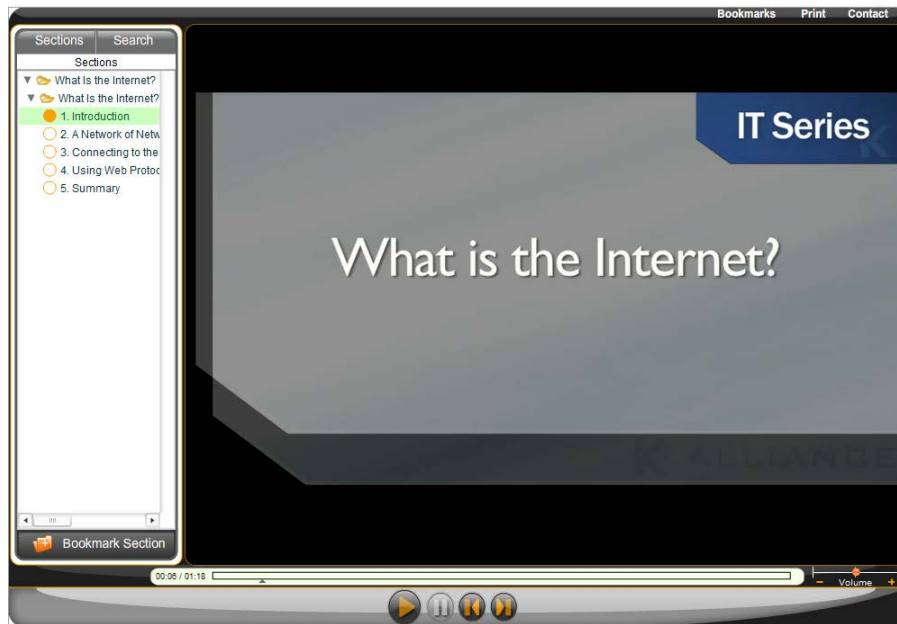 Bookmarks Print Contact
Sections Search
Sections
What Is the Internet?
What Is the Internet?
1. Introduction
2. A Network of Netw
3. Connecting to the
4. Using Web Protoc
5. Summary
Bookmark Section
IT Series
What is the Internet?
K ALLIANCE
00:06 / 01:18
Volume